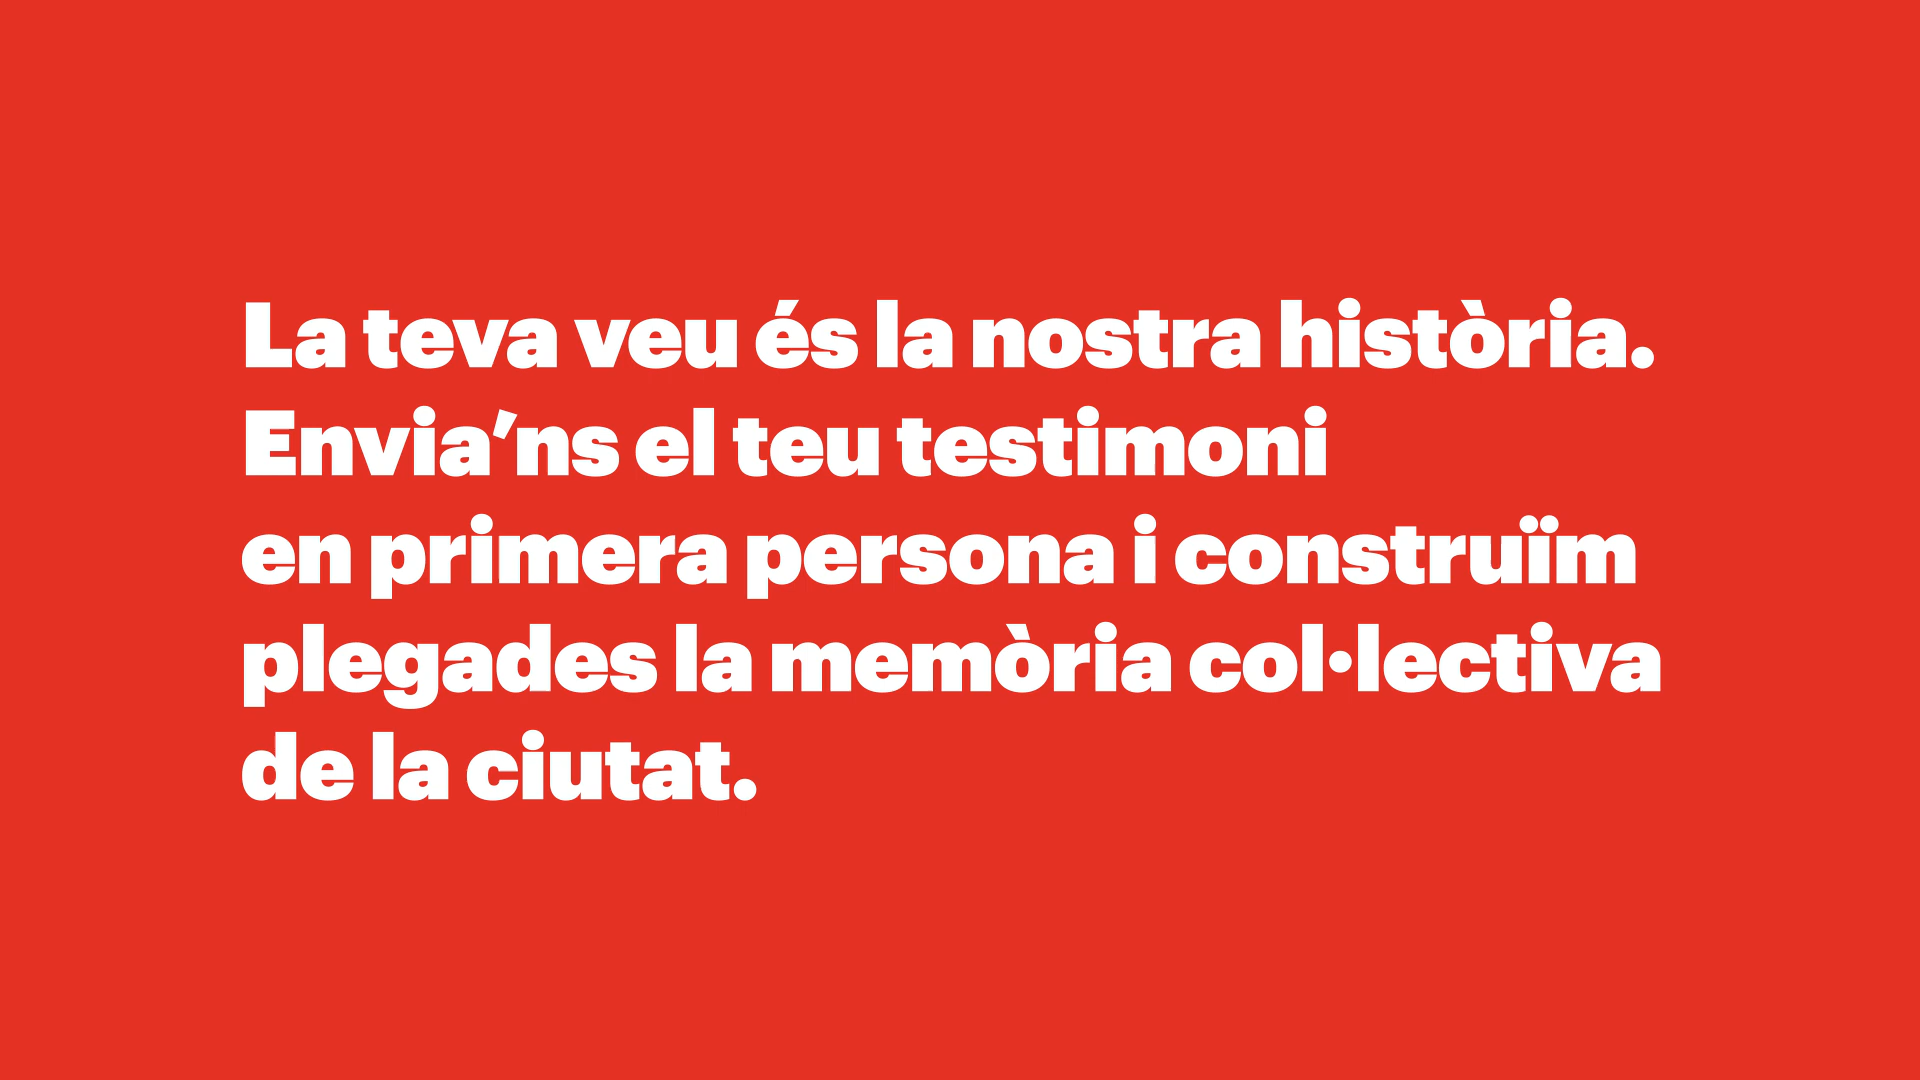 La teva veu és la nostra història.
Envia’ns el teu testimoni
en primera persona i construïm
plegades la memòria col·lectiva
de la ciutat.